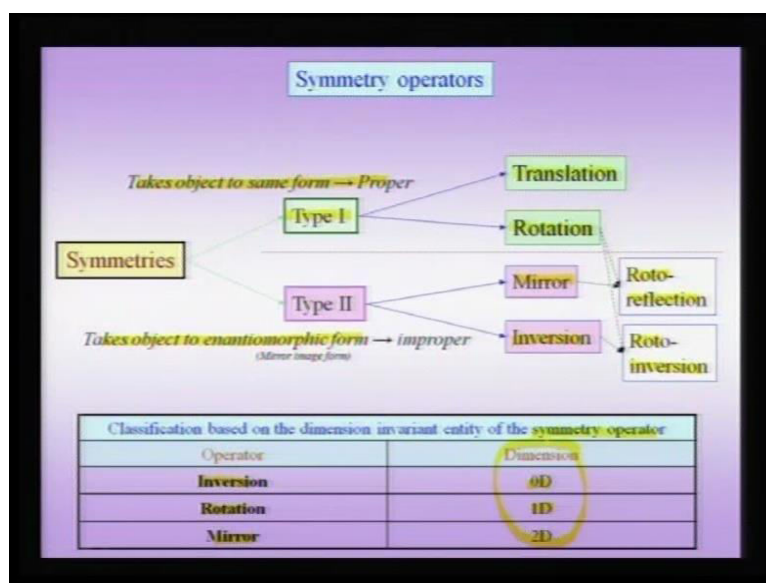 Symmetry operators
Takes object to same form → Proper
Translation
Type I
Rotation
Symmetries
Mirror
Roto-
reflection
Type II
Takes object to enantiomorphic form → improper
(Mirror image form)
Inversion
Roto-
inversion
Classification based on the dimension invariant entity of the symmetry operator
Operator Dimension
Inversion 0D
Rotation 1D
Mirror 2D